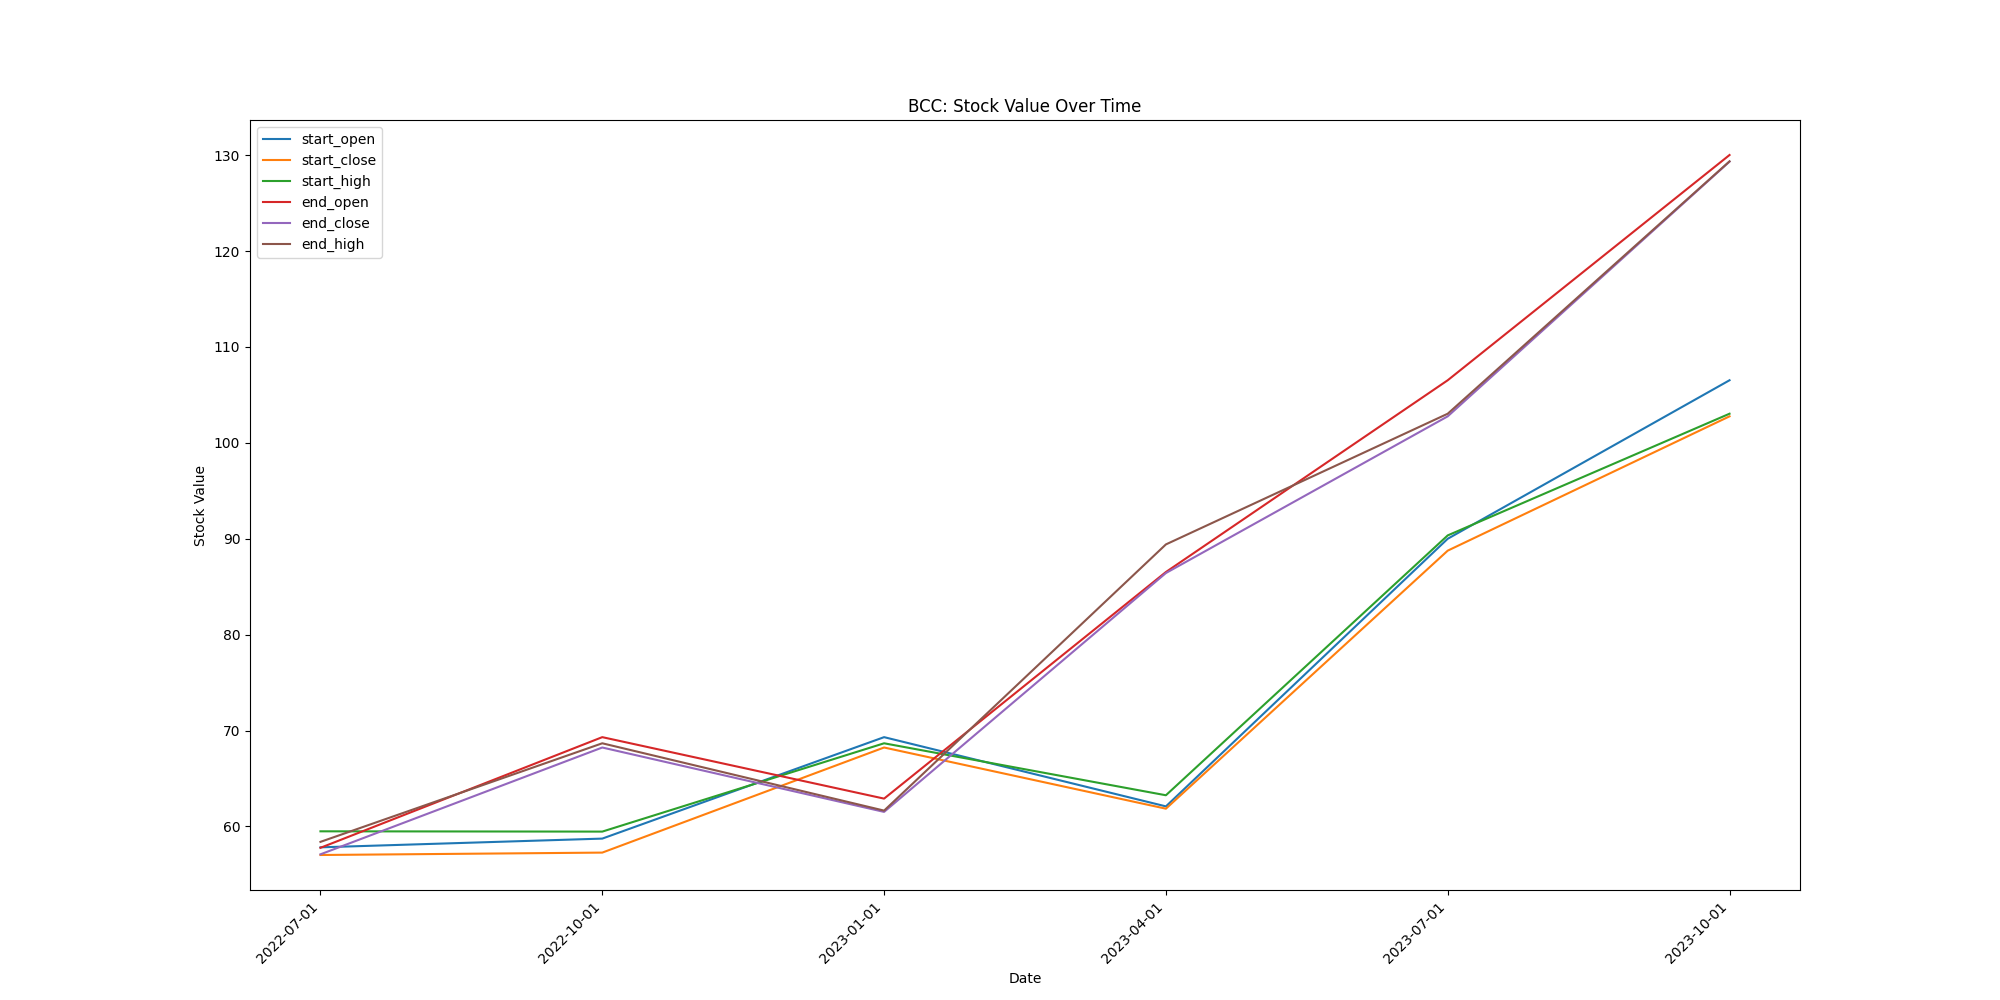 BCC: Stock Value Over Time
start_open
start_close
start_high
end_open
end_close
end_high
130
120
110
100
90
80
70
60
Stock Value
2022-07-01
2022-10-01
2023-01-01
2023-04-01
2023-07-01
2023-10-01
Date